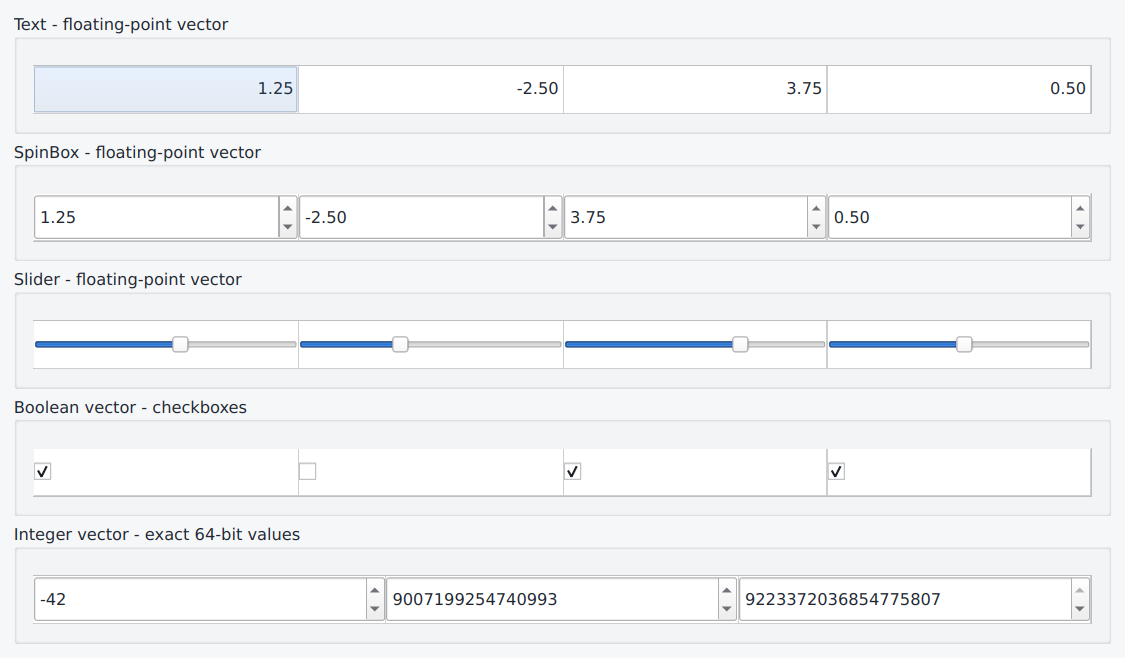 Text - floating-point vector
1.25 -2.50 3.75 0.50
SpinBox - floating-point vector
1.25 -2.50 3.75 0.50
Slider - floating-point vector
Boolean vector - checkboxes
Integer vector - exact 64-bit values
-42 9007199254740993 9223372036854775807